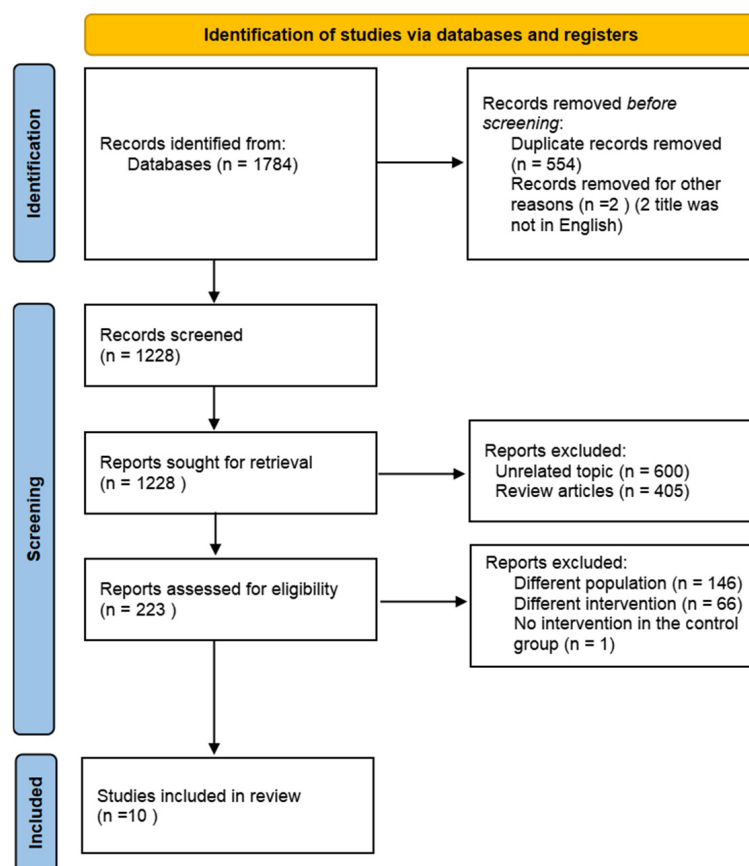 Identification of studies via databases and registers
Identification
Records identified from:
Databases (n = 1784)
Records removed before
screening:
Duplicate records removed
(n = 554)
Records removed for other
reasons (n =2 ) (2 title was
not in English)
Screening
Records screened
(n = 1228)
Reports sought for retrieval
(n = 1228 )
Reports excluded:
Unrelated topic (n = 600)
Review articles (n = 405)
Reports assessed for eligibility
(n = 223 )
Reports excluded:
Different population (n = 146)
Different intervention (n = 66)
No intervention in the control
group (n = 1)
Included
Studies included in review
(n =10 )